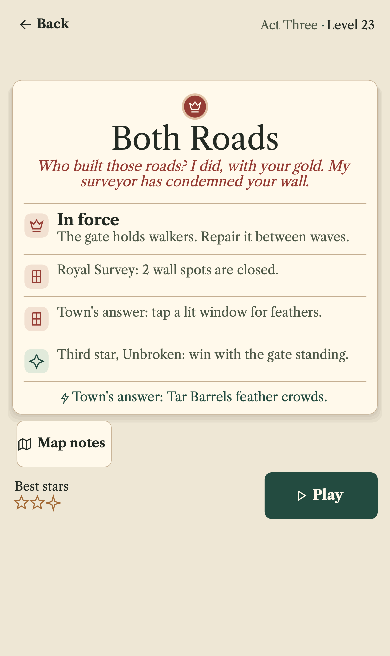 Back
Act Three · Level 23
Both Roads
Who built those roads? I did, with your gold. My
surveyor has condemned your wall.
In force
The gate holds walkers. Repair it between waves.
Royal Survey: 2 wall spots are closed.
Town's answer: tap a lit window for feathers.
Third star, Unbroken: win with the gate standing.
Town's answer: Tar Barrels feather crowds.
Map notes
Best stars
Play